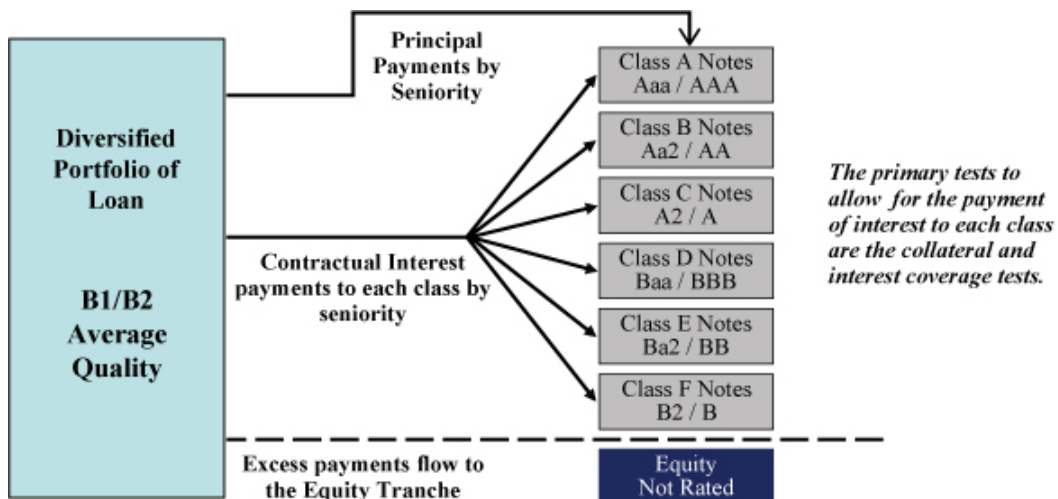 Diversified
Portfolio of
Loan
B1/B2
Average
Quality
Principal
Payments by
Seniority
Contractual Interest
payments to each class by
seniority
Excess payments flow to
the Equity Tranche
Class A Notes
Aaa / AAA
Class B Notes
Aa2 / AA
Class C Notes
A2 / A
Class D Notes
Baa / BBB
Class E Notes
Ba2 / BB
Class F Notes
B2 / B
Equity
Not Rated
The primary tests to
allow for the payment
of interest to each class
are the collateral and
interest coverage tests.